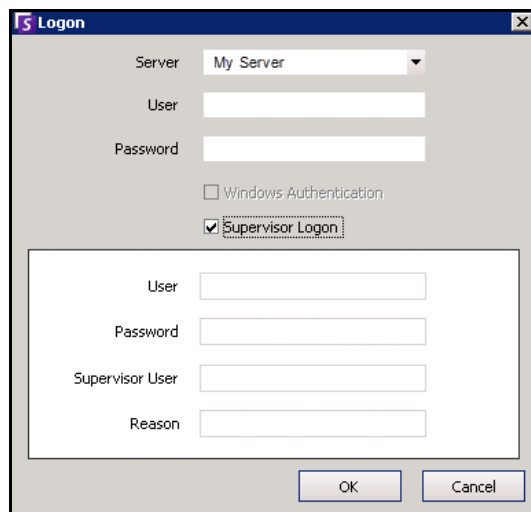 Logon
Server My Server
User
Password
Windows Authentication
Supervisor Logon
User
Password
Supervisor User
Reason
OK Cancel